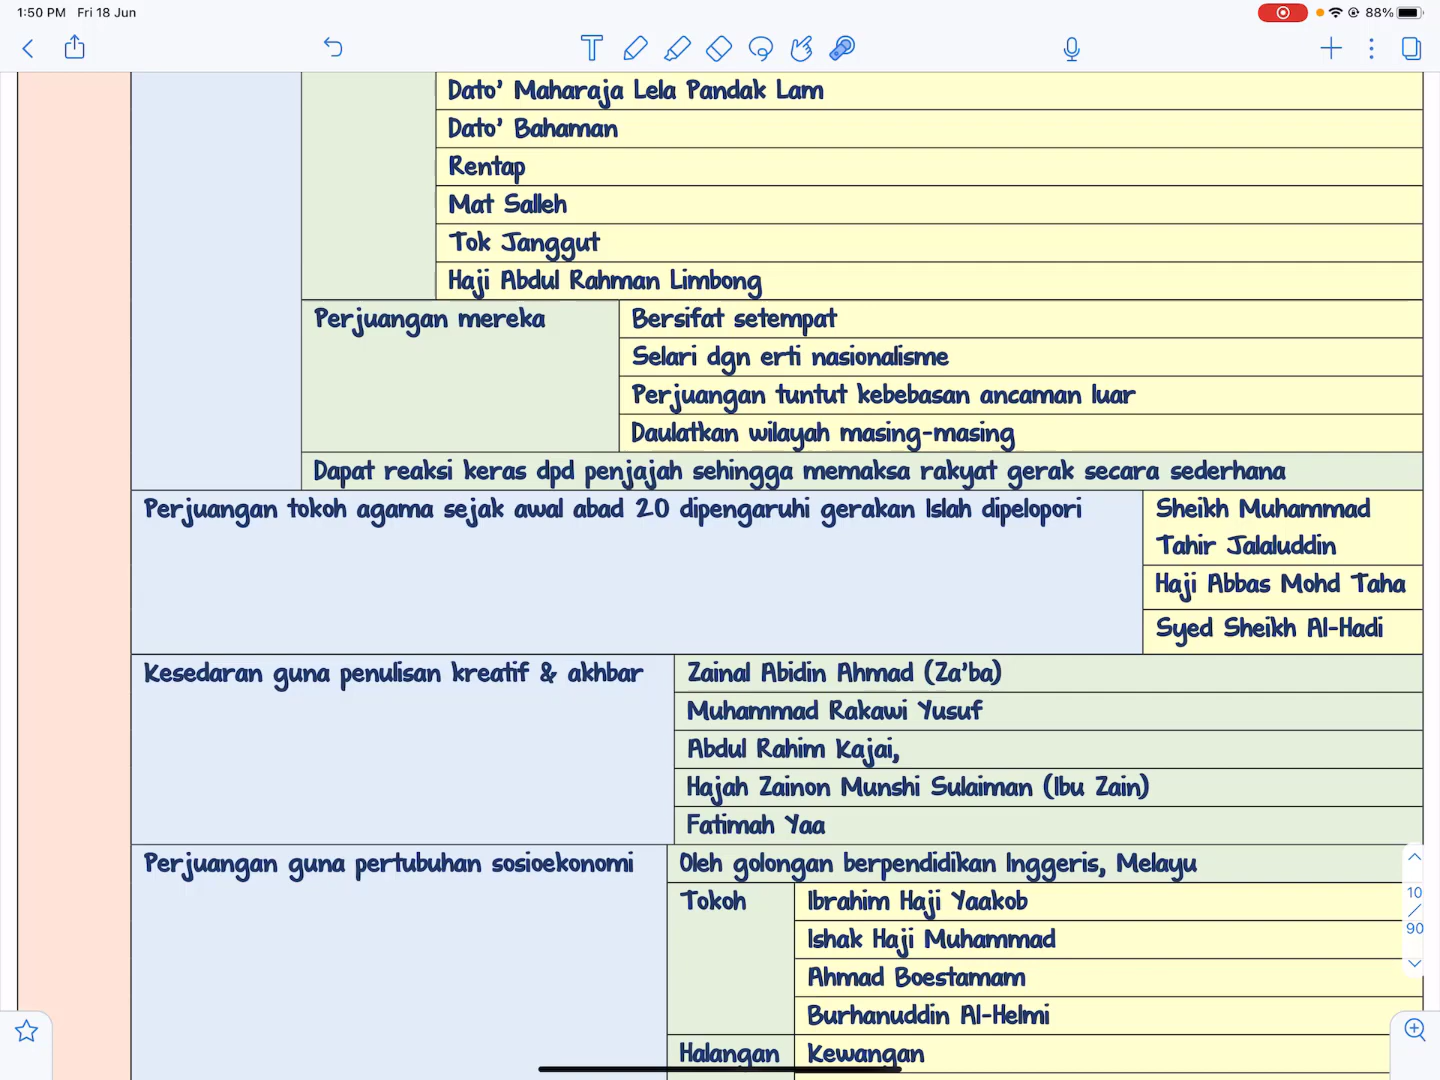 1:50 PM Fri 18 Jun
88%
Dato' Maharaja Lela Pandak Lam
Dato' Bahaman
Rentap
Mat Salleh
Tok Janggut
Haji Abdul Rahman Limbong
Perjuangan mereka
Bersifat setempat
Selari dgn erti nasionalisme
Perjuangan tuntut kebebasan ancaman luar
Daulatkan wilayah masing-masing
Dapat reaksi keras dpd penjajah sehingga memaksa rakyat gerak secara sederhana
Perjuangan tokoh agama sejak awal abad 20 dipengaruhi gerakan Islah dipelopori
Sheikh Muhammad
Tahir Jalaluddin
Haji Abbas Mohd Taha
Syed Sheikh Al-Hadi
Kesedaran guna penulisan kreatif & akhbar
Zainal Abidin Ahmad (Za'ba)
Muhammad Rakawi Yusuf
Abdul Rahim Kajai,
Hajah Zainon Munshi Sulaiman (Ibu Zain)
Fatimah Yaa
Perjuangan guna pertubuhan sosioekonomi
Oleh golongan berpendidikan Inggeris, Melayu
Tokoh
Ibrahim Haji Yaakob
Ishak Haji Muhammad
Ahmad Boestamam
Burhanuddin Al-Helmi
Halangan
Kewangan
10
/
90